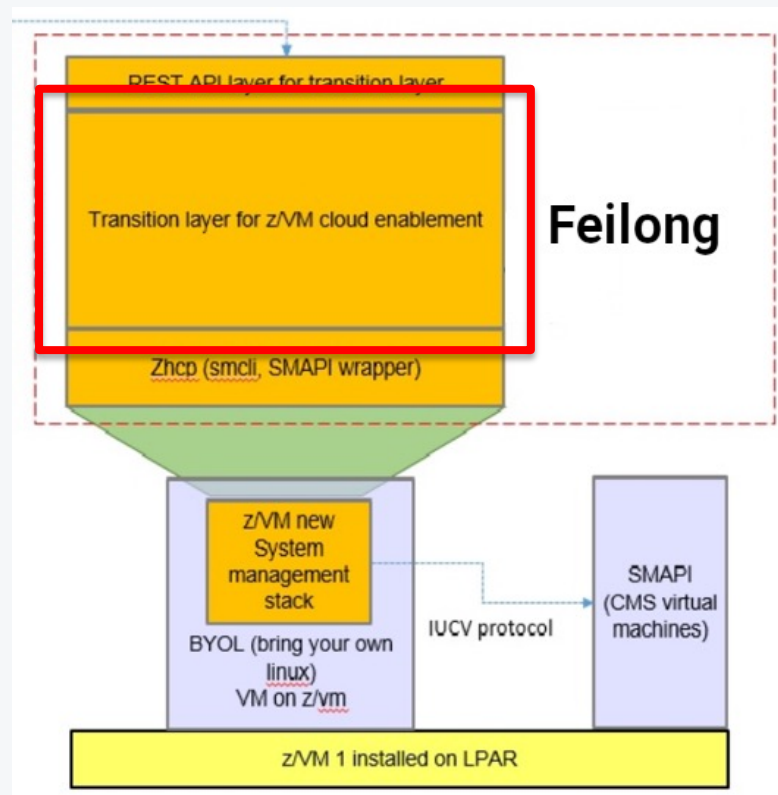 REST API layer for transition layer
Transition layer for z/VM cloud enablement
Feilong
Zhcp (smcli, SMAPI wrapper)
z/VM new
System
management
stack
BYOL (bring your own
linux)
VM on z/vm
IUCV protocol
SMAPI
(CMS virtual
machines)
z/VM 1 installed on LPAR